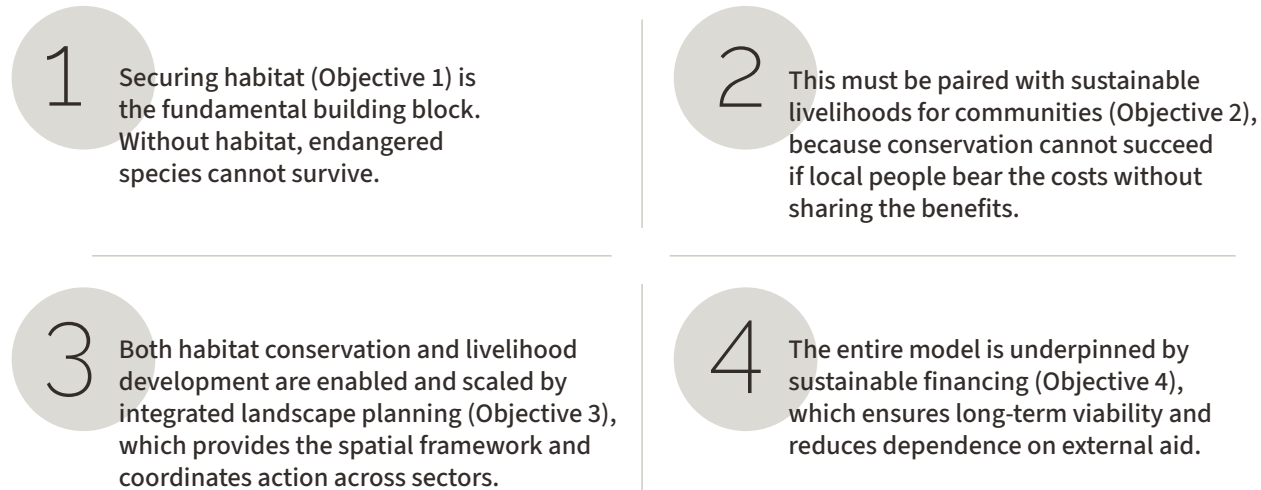 1
Securing habitat (Objective 1) is
the fundamental building block.
Without habitat, endangered
species cannot survive.
2
This must be paired with sustainable
livelihoods for communities (Objective 2),
because conservation cannot succeed
if local people bear the costs without
sharing the benefits.
3
Both habitat conservation and livelihood
development are enabled and scaled by
integrated landscape planning (Objective 3),
which provides the spatial framework and
coordinates action across sectors.
4
The entire model is underpinned by
sustainable financing (Objective 4),
which ensures long-term viability and
reduces dependence on external aid.